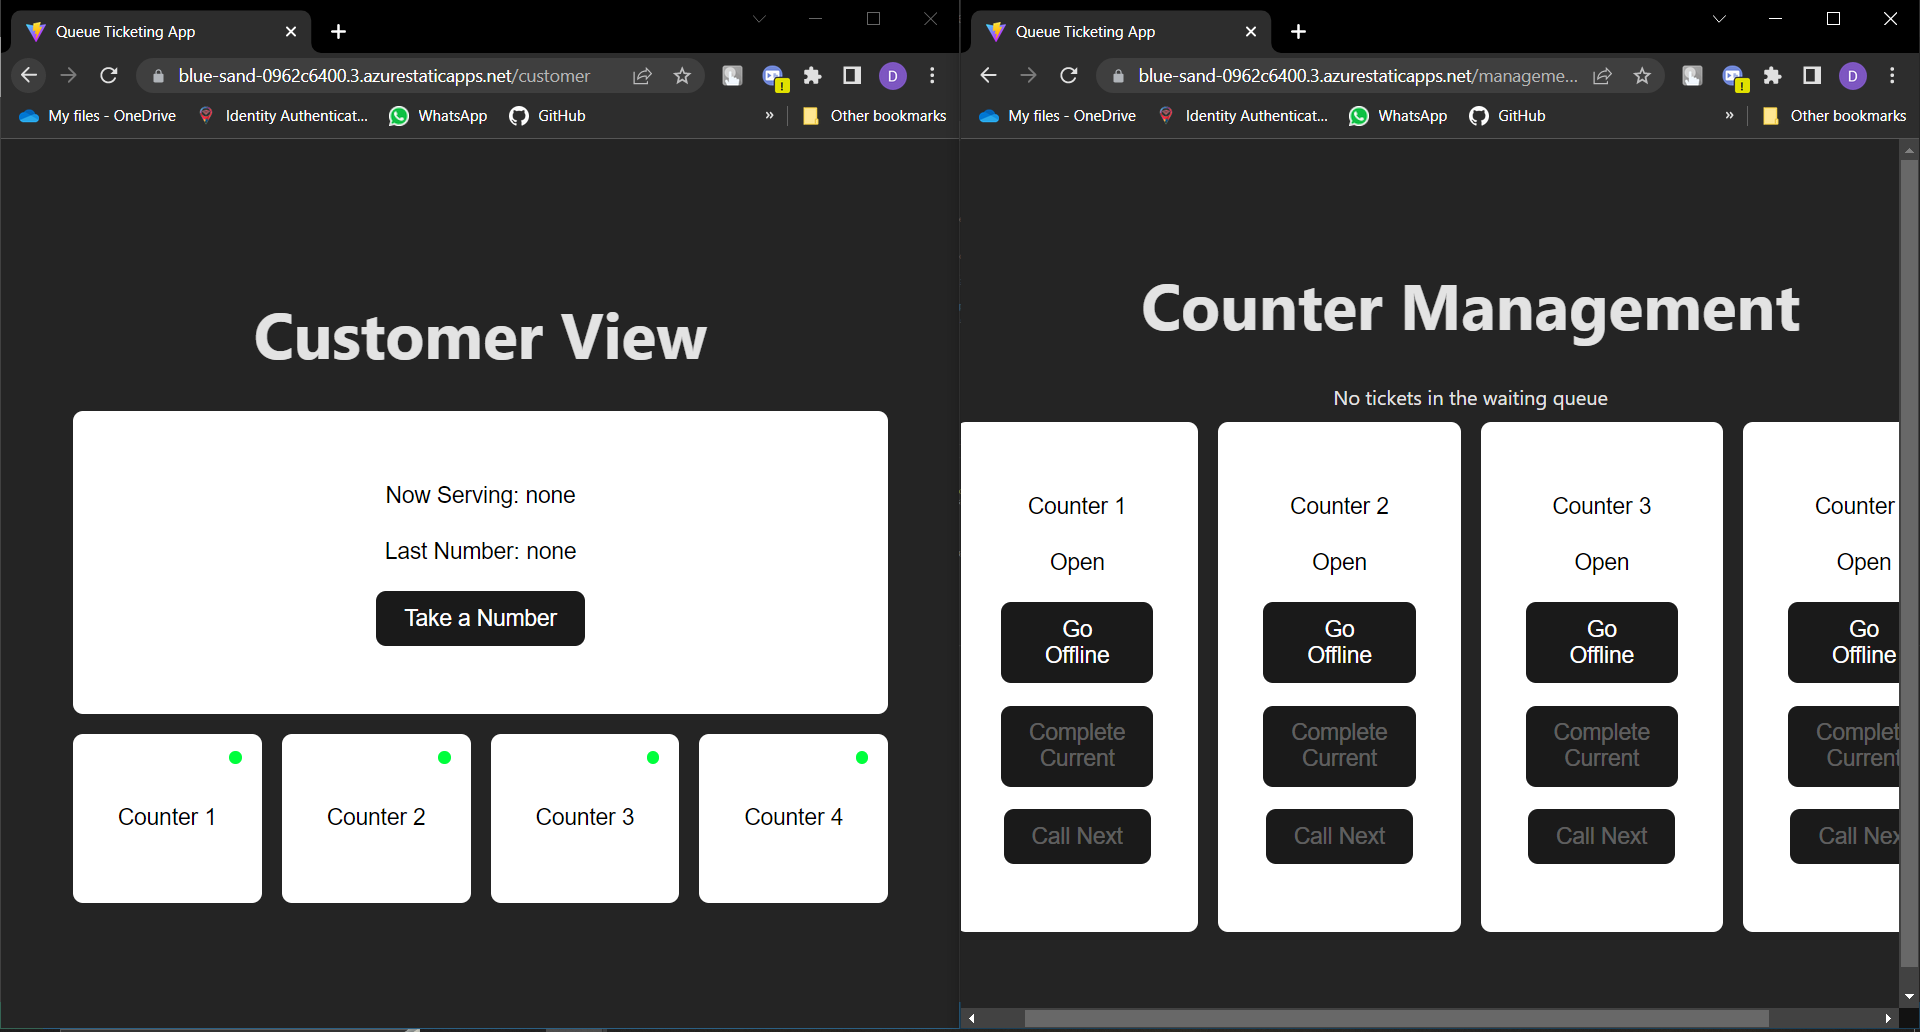 Queue Ticketing App
blue-sand-0962c6400.3.azurestaticapps.net/customer
D
My files - OneDrive
Identity Authenticat...
WhatsApp
GitHub
»
Other bookmarks
Customer View
Now Serving: none
Last Number: none
Take a Number
Counter 1
Counter 2
Counter 3
Counter 4
Queue Ticketing App
blue-sand-0962c6400.3.azurestaticapps.net/manageme...
D
My files - OneDrive
Identity Authenticat...
WhatsApp
GitHub
»
Other bookmarks
Counter Management
No tickets in the waiting queue
Counter 1
Open
Go
Offline
Complete
Current
Call Next
Counter 2
Open
Go
Offline
Complete
Current
Call Next
Counter 3
Open
Go
Offline
Complete
Current
Call Next
Counter
Open
Go
Offline
Complet
Current
Call Nex